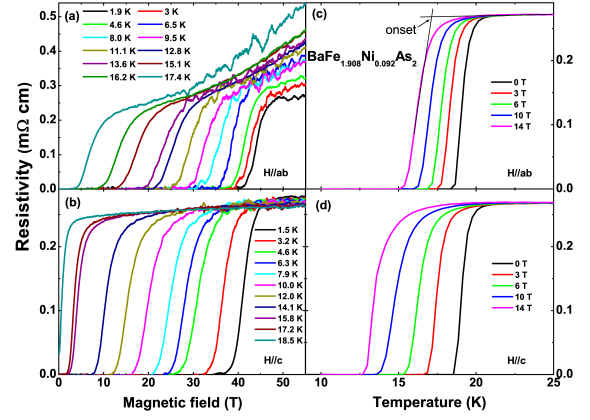 Resistivity (mΩ cm)
(a)
1.9 K 3 K
4.6 K 6.5 K
8.0 K 9.5 K
11.1 K 12.8 K
13.6 K 15.1 K
16.2 K 17.4 K
H//ab
0.5
0.4
0.3
0.2
0.1
0.0
(c)
onset
BaFe1.908Ni0.092As2
0 T
3 T
6 T
10 T
14 T
H//ab
0.2
0.1
0.0
10 15 20 25
(b)
1.5 K
3.2 K
4.6 K
6.3 K
7.9 K
10.0 K
12.0 K
14.1 K
15.8 K
17.2 K
18.5 K
H//c
0.2
0.1
0.0
0 10 20 30 40 50
Magnetic field (T)
(d)
0 T
3 T
6 T
10 T
14 T
H//c
0.2
0.1
0.0
10 15 20 25
Temperature (K)